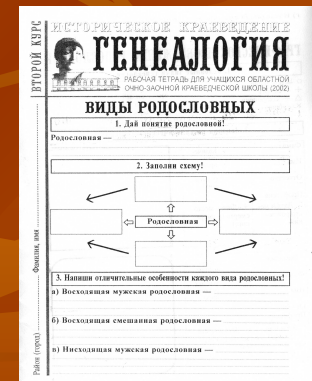 ВТОРОЙ КУРС
ИСТОРИЧЕСКОЕ КРАЕВЕДЕНИЕ
ГЕНЕАЛОГИЯ
РАБОЧАЯ ТЕТРАДЬ ДЛЯ УЧАЩИХСЯ ОБЛАСТНОЙ
ОЧНО-ЗАОЧНОЙ КРАЕВЕДЧЕСКОЙ ШКОЛЫ (2002)
ВИДЫ РОДОСЛОВНЫХ
1. Дай понятие родословной!
Родословная —
2. Заполни схему!
Родословная
3. Напиши отличительные особенности каждого вида родословных!
а) Восходящая мужская родословная —
б) Восходящая смешанная родословная —
в) Нисходящая мужская родословная —
Район (город)
Фамилия, имя